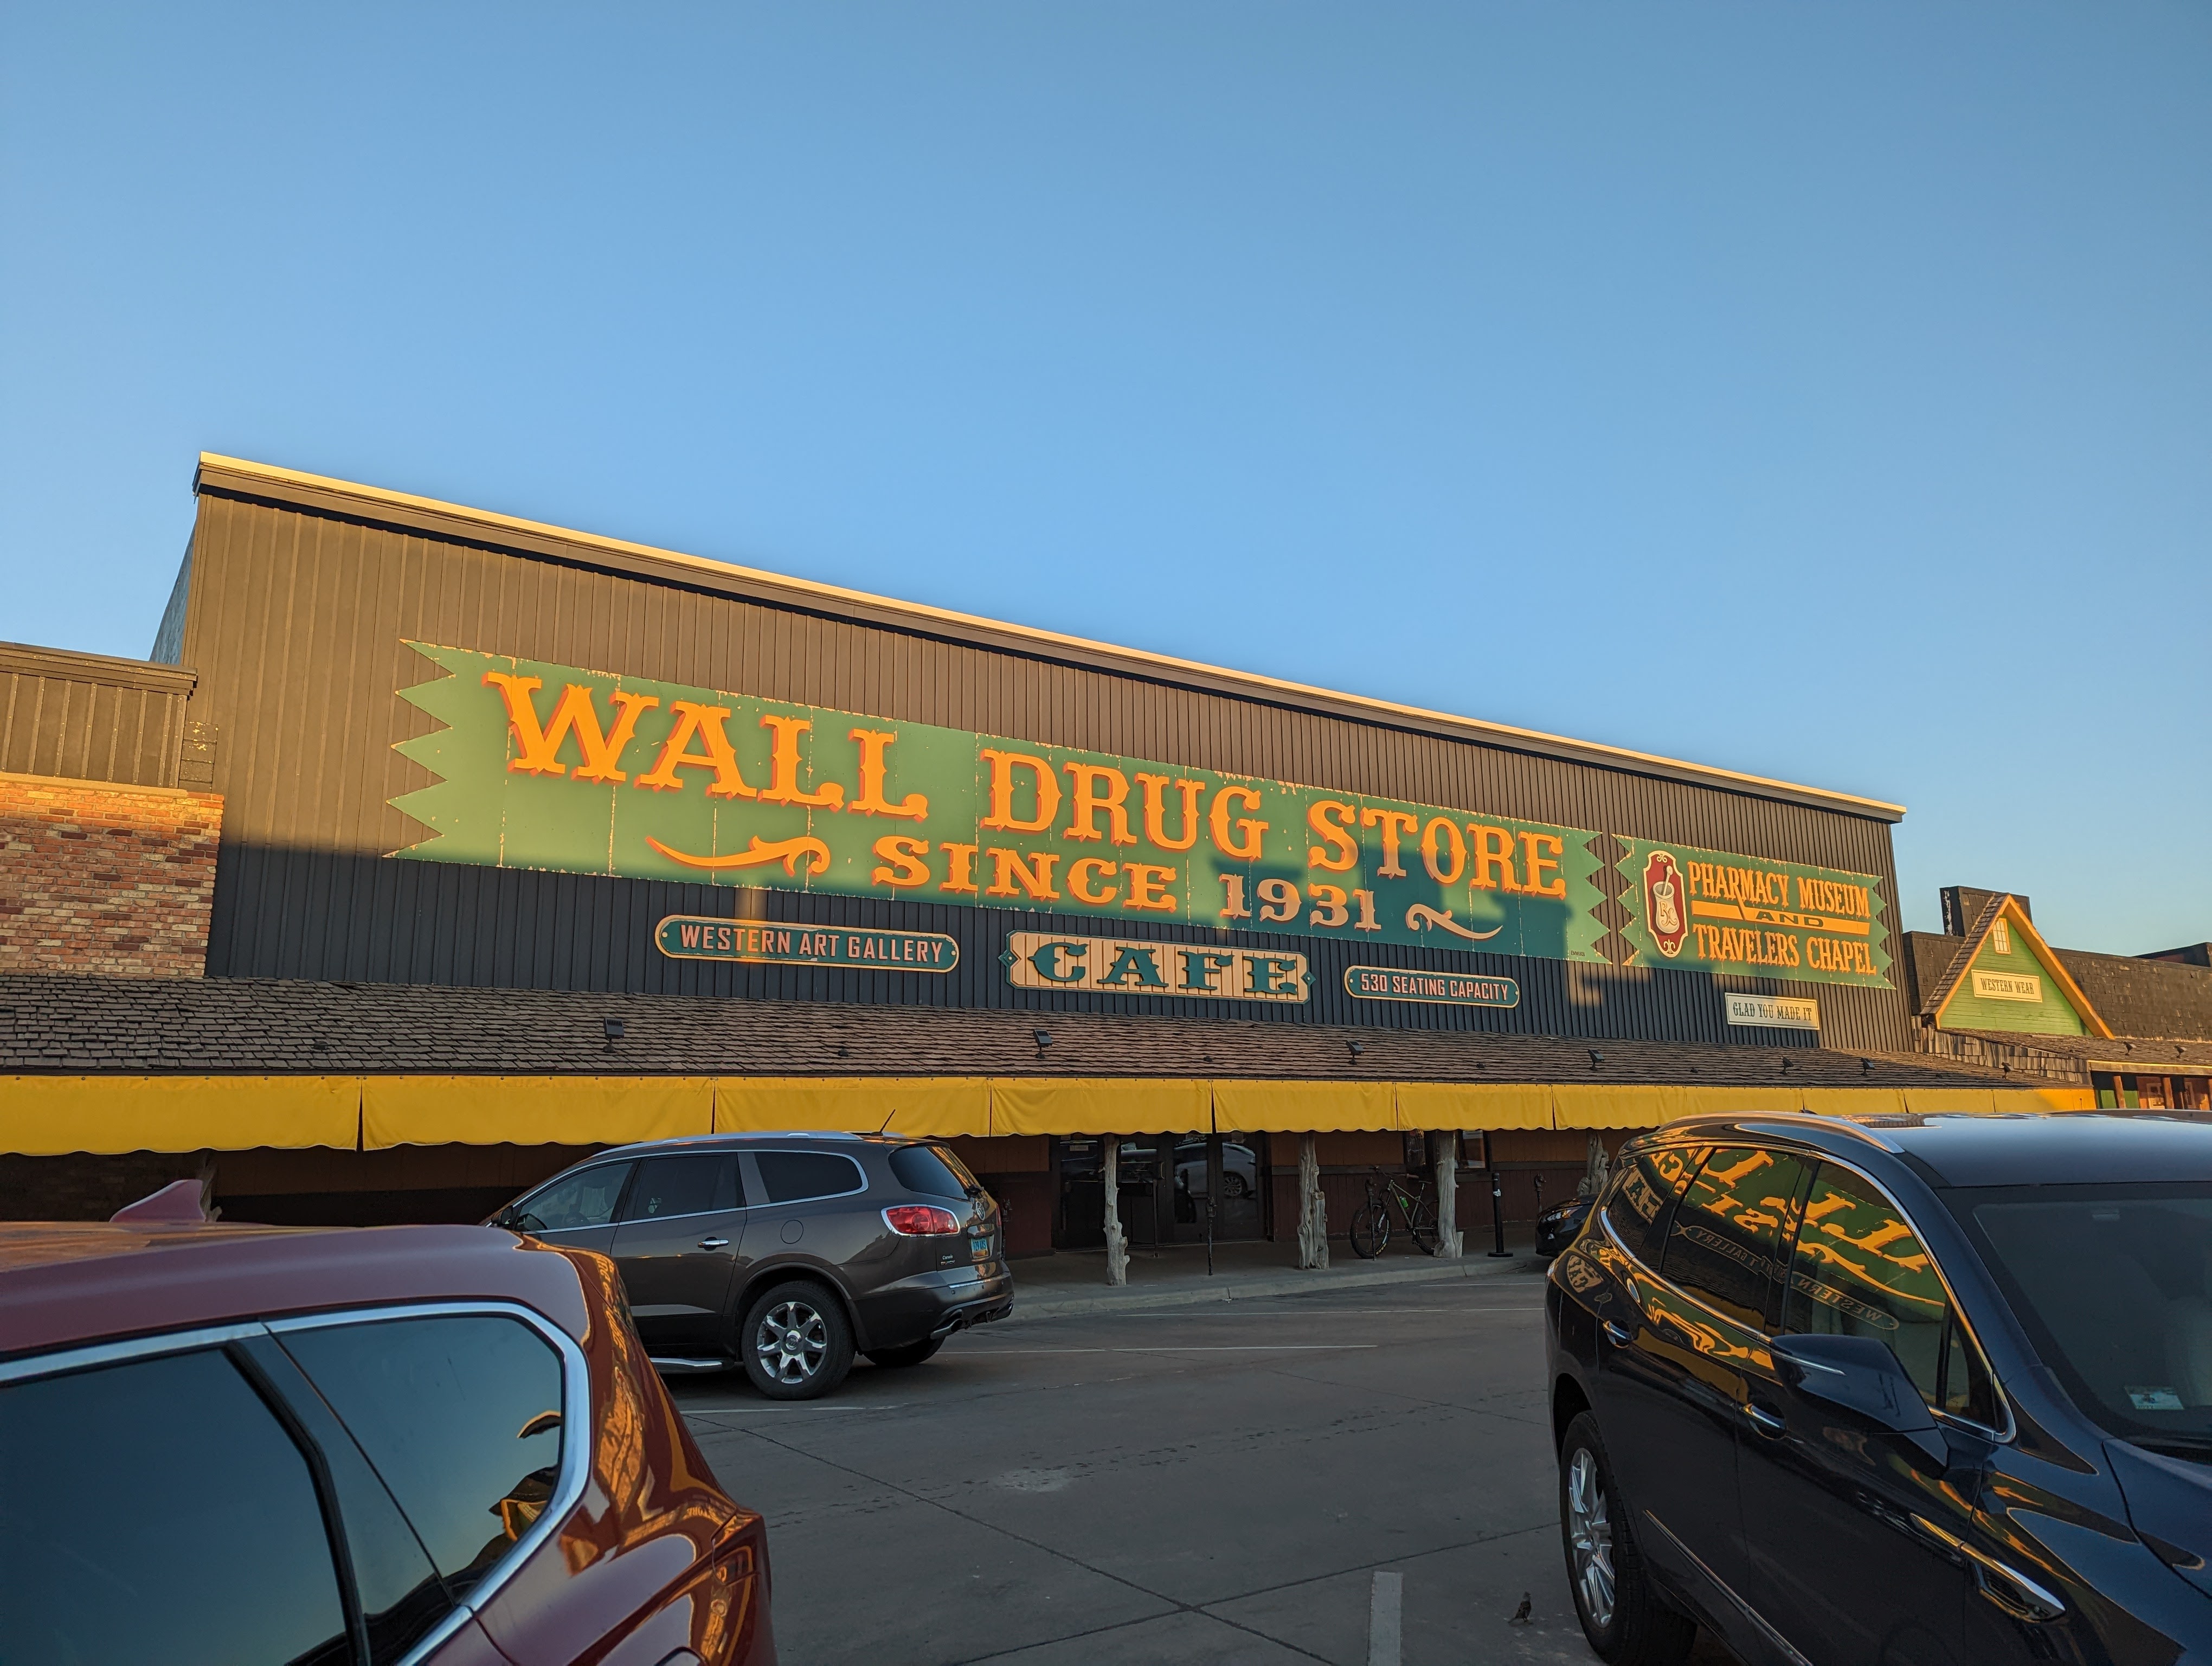 WALL DRUG STORE
SINCE 1931
PHARMACY MUSEUM
AND
TRAVELERS CHAPEL
WESTERN ART GALLERY
CAFE
530 SEATING CAPACITY
GLAD YOU MADE IT
WESTERN WEAR